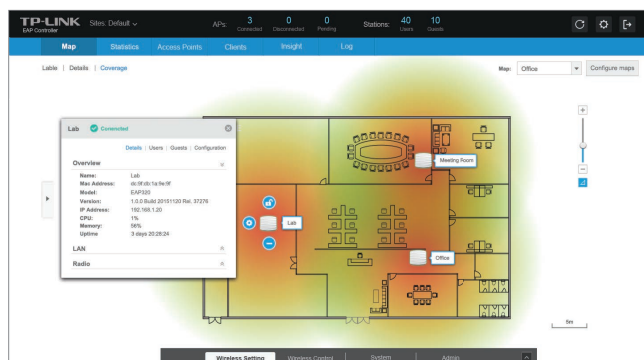 TP-LINK Sites: Default APs: 3 0 0 Stations: 40 10
EAP Controller Connected Disconnected Pending Users Guests
Map Statistics Access Points Clients Insight Log
Lable | Details | Coverage Map: Office Configure maps
Lab Connected
Details | Users | Guests | Configuration
Overview
Name: Lab
Mac Address: dc:9f:db:1a:9e:9f
Model: EAP320
Version: 1.0.0 Build 20151120 Rel. 37276
IP Address: 192.168.1.20
CPU: 1%
Memory: 56%
Uptime 3 days 20:28:24
LAN
Radio
Meeting Room
Lab
Office
5m
Wireless Setting Wireless Control System Admin